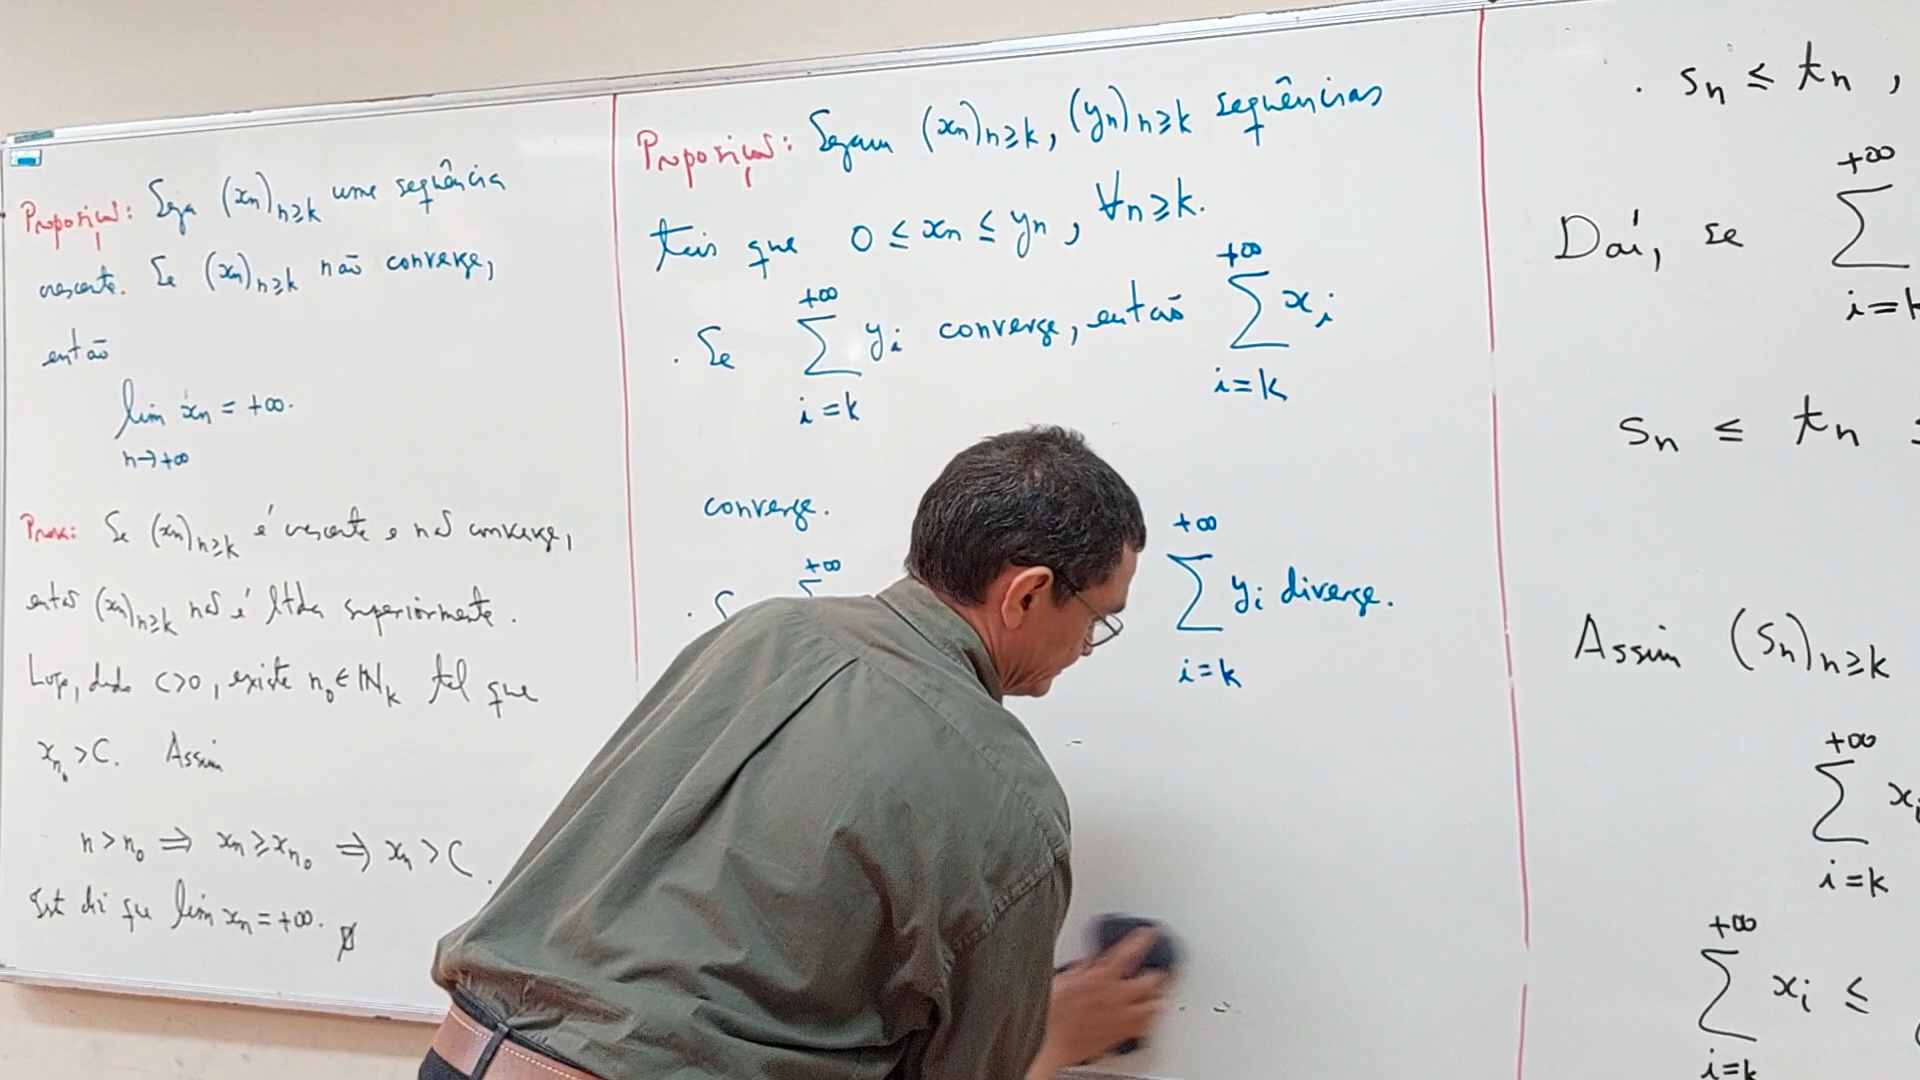 Proposição: Seja (xn)n≥k uma sequência
crescente. Se (xn)n≥k não converge,
então
lim xn = +∞.
n→+∞
Prova: Se (xn)n≥k é crescente e não converge,
então (xn)n≥k não é ltda superiormente.
Logo, dado C>0, existe n₀ ∈ ℕk tal que
xn₀ > C. Assim
n > n₀ ⟹ xn ≥ xn₀ ⟹ xn > C.
Isto diz que lim xn = +∞.
Proposição: Sejam (xn)n≥k, (yn)n≥k sequências
tais que 0 ≤ xn ≤ yn, ∀n≥k.
· Se +∞ ∑ i=k yi converge, então +∞ ∑ i=k xi
converge.
· S +∞ ∑ i=k yi diverge.
· sn ≤ tn,
Daí, se +∞ ∑ i=k
sn ≤ tn ≤
Assim (sn)n≥k
+∞ ∑ i=k xi
+∞ ∑ i=k xi ≤